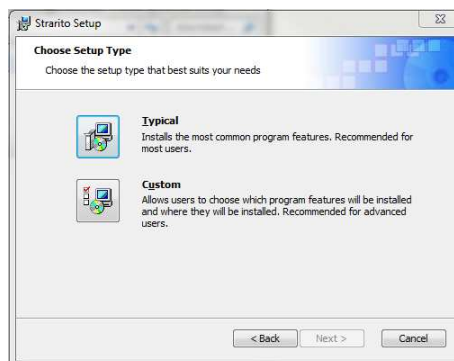 Strarito Setup
Choose Setup Type
Choose the setup type that best suits your needs
Typical
Installs the most common program features. Recommended for
most users.
Custom
Allows users to choose which program features will be installed
and where they will be installed. Recommended for advanced
users.
< Back
Next >
Cancel